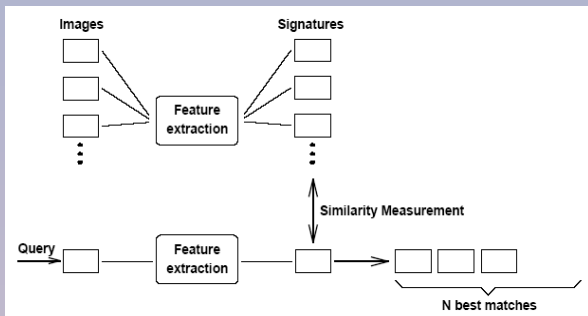 Images
Signatures
Feature
extraction
Similarity Measurement
Query
Feature
extraction
N best matches